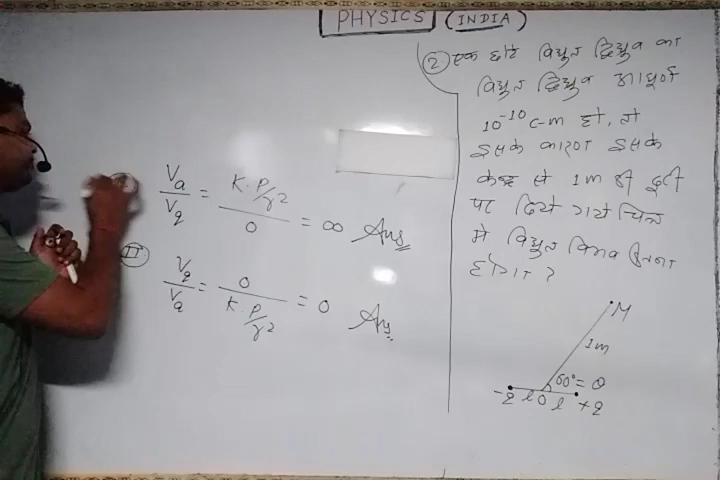 PHYSICS (INDIA)
② एक छोटे विद्युत द्विध्रुव का
विद्युत द्विध्रुव आघूर्ण
10⁻¹⁰ C-m हो, तो
इसके कारण इसके
केन्द्र से 1m की दूरी
पर दिये गये चित्र
मे विद्युत विभव कितना
होगा ?
M
1m
60° = θ
-q l O l +q
Va/Vq = (K.P/r²)/0 = ∞ Ans
II
Vq/Va = 0/(K.P/r²) = 0 Ans.